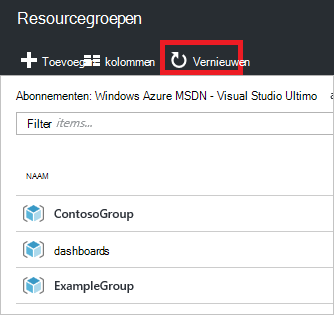 Resourcegroepen
Toevoeg kolommen Vernieuwen
Abonnementen: Windows Azure MSDN - Visual Studio Ultimo
Filter items...
NAAM
ContosoGroup
dashboards
ExampleGroup